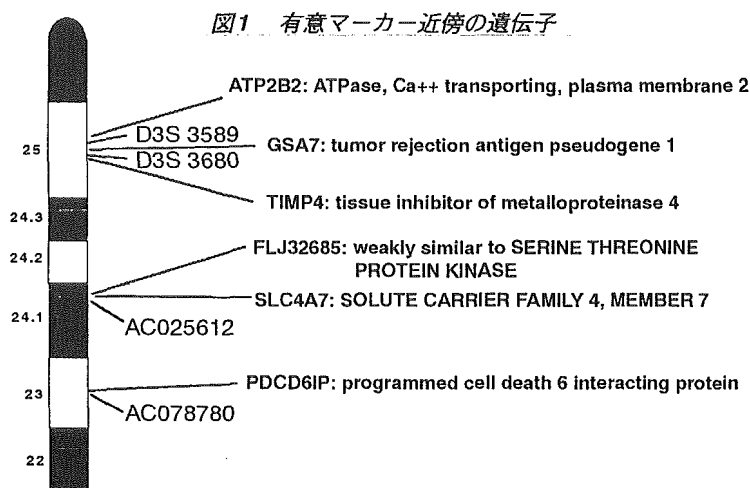 図1 有意マーカー近傍の遺伝子
ATP2B2: ATPase, Ca++ transporting, plasma membrane 2
D3S 3589
25
GSA7: tumor rejection antigen pseudogene 1
D3S 3680
TIMP4: tissue inhibitor of metalloproteinase 4
24.3
FLJ32685: weakly similar to SERINE THREONINE
PROTEIN KINASE
24.2
SLC4A7: SOLUTE CARRIER FAMILY 4, MEMBER 7
24.1
AC025612
PDCD6IP: programmed cell death 6 interacting protein
23
AC078780
22